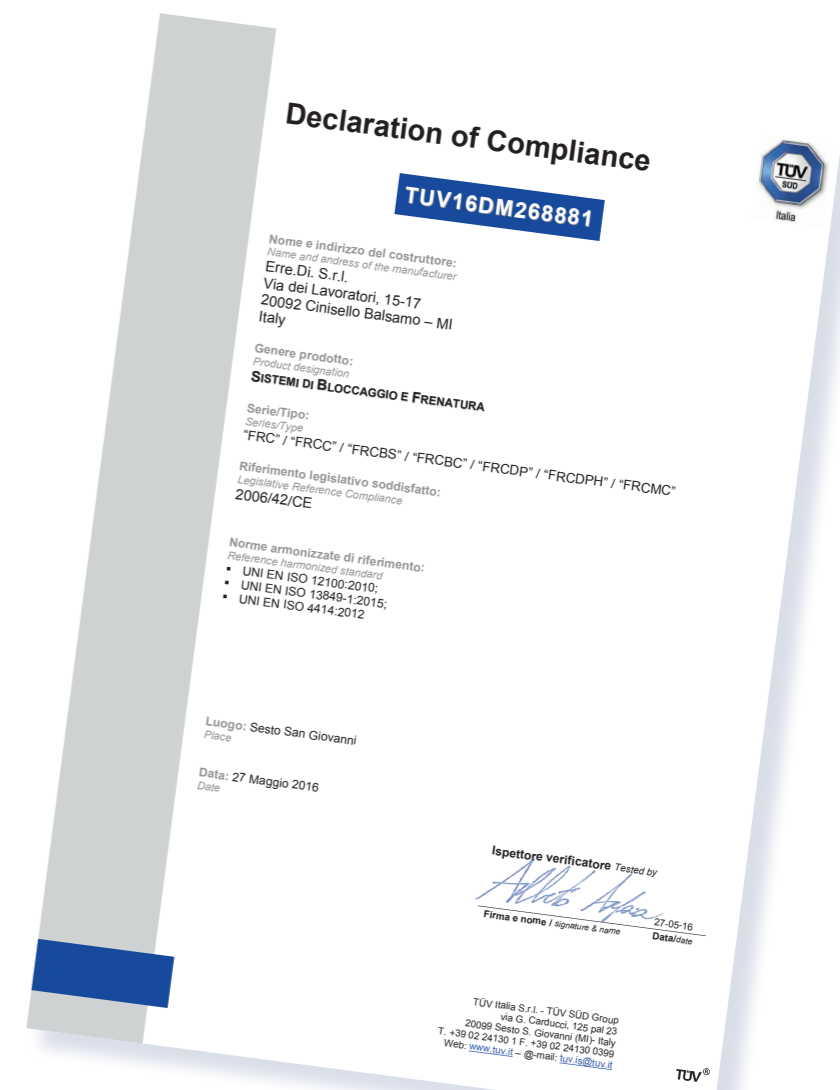 Declaration of Compliance
TÜV
SÜD
Italia
TUV16DM268881
Nome e indirizzo del costruttore:
Name and andress of the manufacturer
Erre.Di. S.r.l.
Via dei Lavoratori, 15-17
20092 Cinisello Balsamo – MI
Italy
Genere prodotto:
Product designation
SISTEMI DI BLOCCAGGIO E FRENATURA
Serie/Tipo:
Series/Type
“FRC” / “FRCC” / “FRCBS” / “FRCBC” / “FRCDP” / “FRCDPH” / “FRCMC”
Riferimento legislativo soddisfatto:
Legislative Reference Compliance
2006/42/CE
Norme armonizzate di riferimento:
Reference harmonized standard
▪ UNI EN ISO 12100:2010;
▪ UNI EN ISO 13849-1:2015;
▪ UNI EN ISO 4414:2012
Luogo: Sesto San Giovanni
Place
Data: 27 Maggio 2016
Date
Ispettore verificatore Tested by
27-05-16
Firma e nome / signature & name Data/date
TÜV Italia S.r.l. - TÜV SÜD Group
via G. Carducci, 125 pal 23
20099 Sesto S. Giovanni (MI)- Italy
T. +39 02 24130 1 F. +39 02 24130 0399
Web: www.tuv.it – @-mail: tuv.is@tuv.it
TÜV®